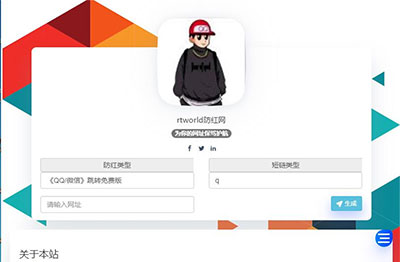 rtworld防红网
为你的网址保驾护航
防红类型
短链类型
《QQ/微信》跳转免费版
q
请输入网址
生成
关于本站